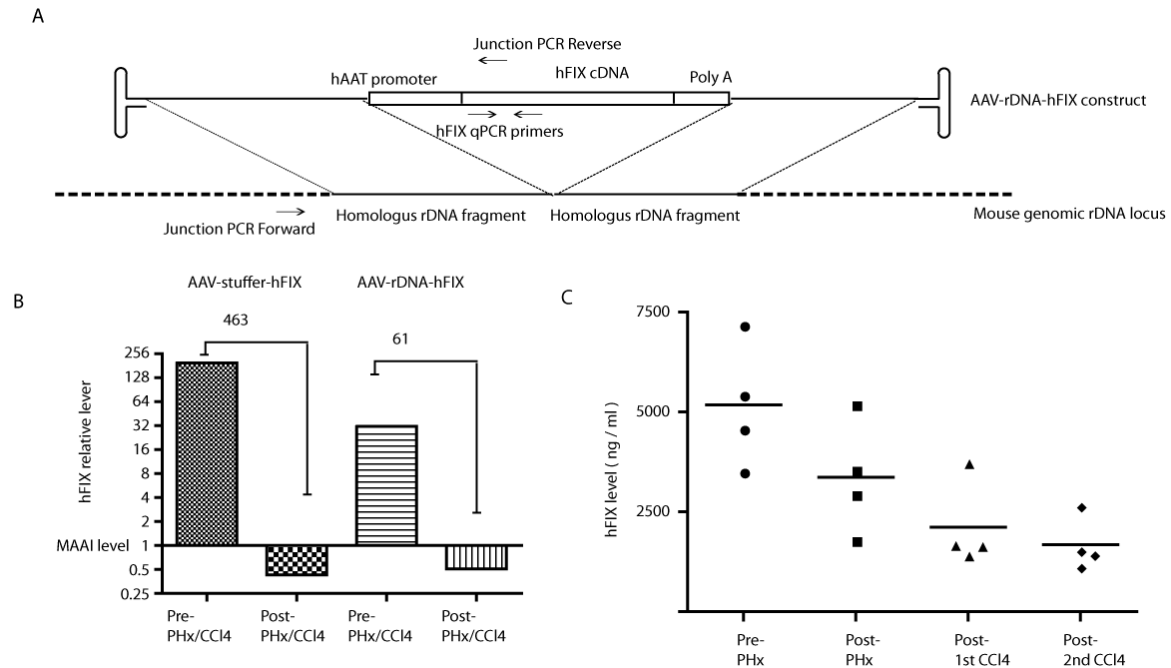 A
Junction PCR Reverse
hAAT promoter
hFIX cDNA
Poly A
AAV-rDNA-hFIX construct
hFIX qPCR primers
Junction PCR Forward
Homologus rDNA fragment
Homologus rDNA fragment
Mouse genomic rDNA locus
B
AAV-stuffer-hFIX
AAV-rDNA-hFIX
463
61
hFIX relative lever
256
128
64
32
16
8
4
2
MAAI level
1
0.5
0.25
Pre-
PHx/CCl4
Post-
PHx/CCl4
Pre-
PHx/CCl4
Post-
PHx/CCl4
C
hFIX level ( ng / ml )
7500
5000
2500
Pre-
PHx
Post-
PHx
Post-
1st CCl4
Post-
2nd CCl4